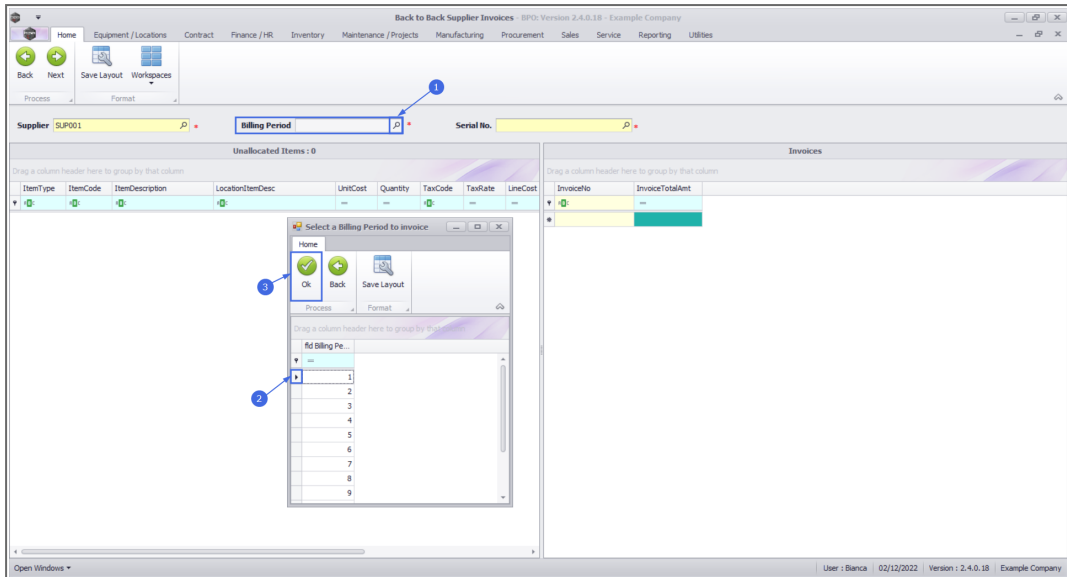 Back to Back Supplier Invoices - BPO: Version 2.4.0.18 - Example Company
Home Equipment / Locations Contract Finance / HR Inventory Maintenance / Projects Manufacturing Procurement Sales Service Reporting Utilities
Back Next Save Layout Workspaces
Process Format
1
Supplier SUP001 * Billing Period * Serial No. *
Unallocated Items : 0 Invoices
Drag a column header here to group by that column Drag a column header here to group by that column
ItemType ItemCode ItemDescription LocationItemDesc UnitCost Quantity TaxCode TaxRate LineCost InvoiceNo InvoiceTotalAmt
= = = = =
Select a Billing Period to invoice
Home
3
Ok Back Save Layout
Process Format
Drag a column header here to group by that column
fld Billing Pe...
=
1
2
2
3
4
5
6
7
8
9
Open Windows User : Bianca 02/12/2022 Version : 2.4.0.18 Example Company